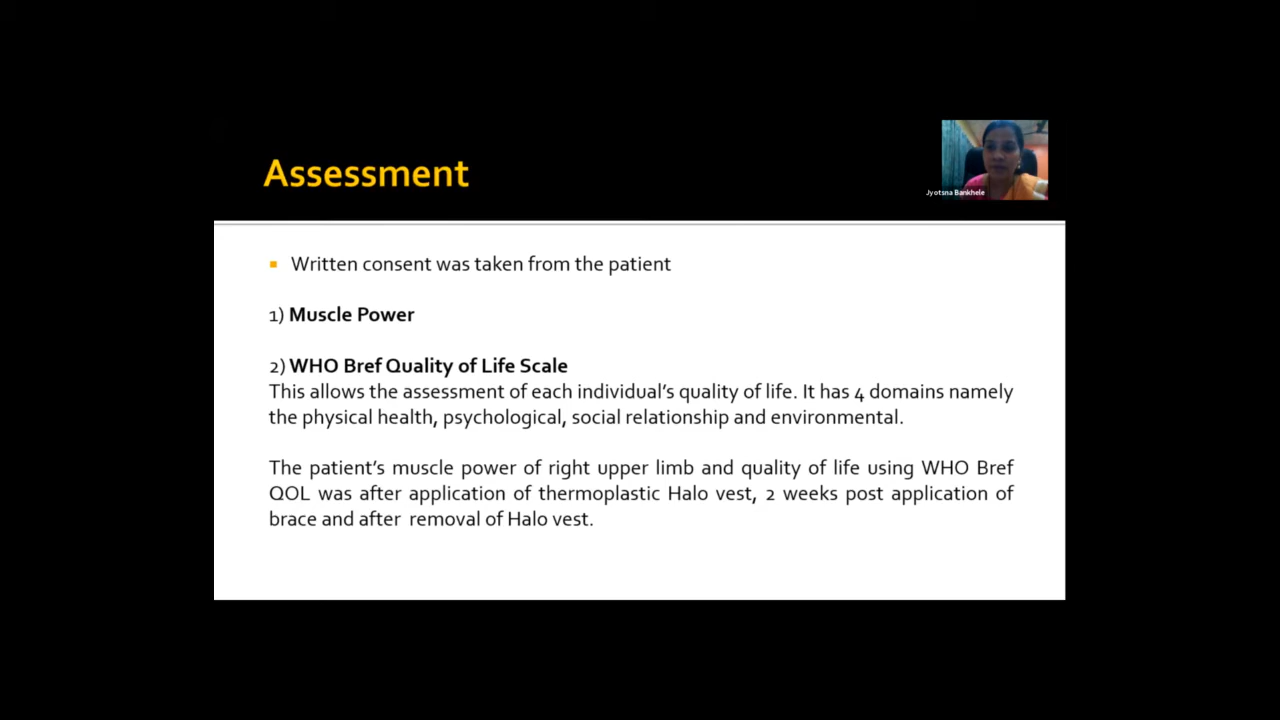 Assessment
Jyotsna Bankhele
Written consent was taken from the patient
1) Muscle Power
2) WHO Bref Quality of Life Scale
This allows the assessment of each individual's quality of life. It has 4 domains namely
the physical health, psychological, social relationship and environmental.
The patient's muscle power of right upper limb and quality of life using WHO Bref
QOL was after application of thermoplastic Halo vest, 2 weeks post application of
brace and after removal of Halo vest.